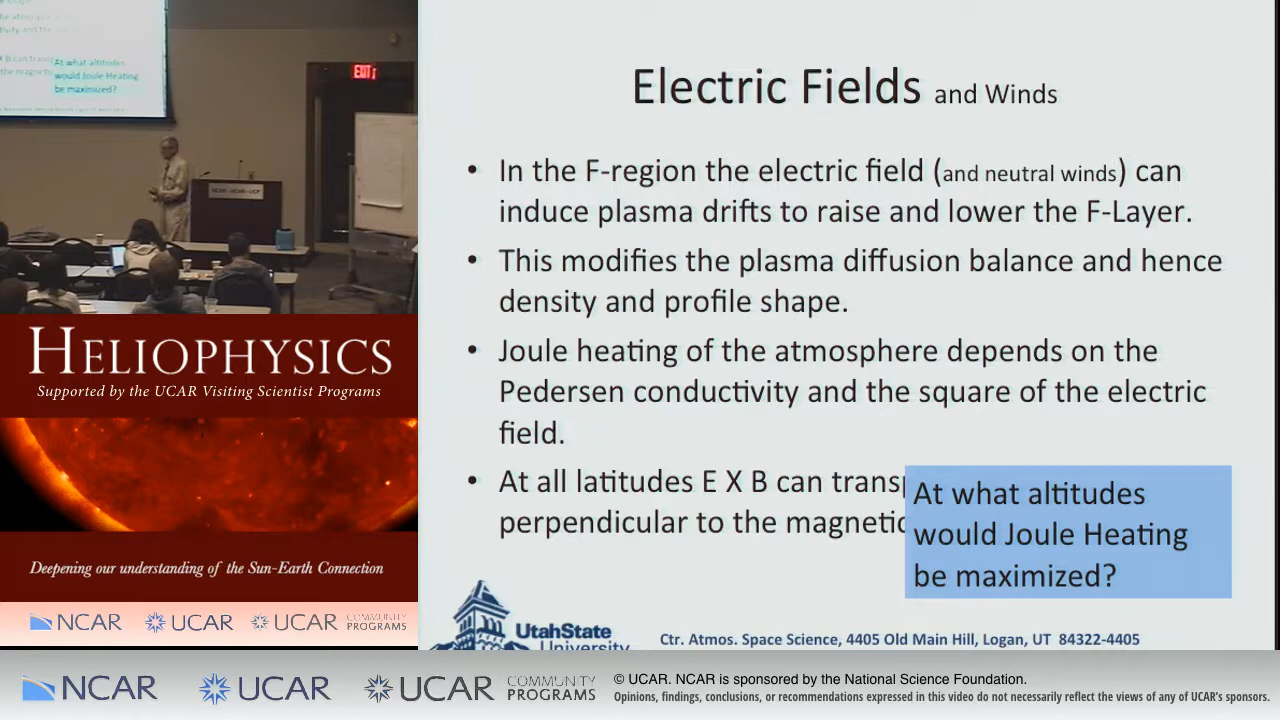 At what altitudes
would Joule Heating
be maximized?
EXIT
NCAR-UCAR-UCP
HELIOPHYSICS
Supported by the UCAR Visiting Scientist Programs
Deepening our understanding of the Sun-Earth Connection
NCAR UCAR UCAR COMMUNITY PROGRAMS
Electric Fields and Winds
• In the F-region the electric field (and neutral winds) can
induce plasma drifts to raise and lower the F-Layer.
• This modifies the plasma diffusion balance and hence
density and profile shape.
• Joule heating of the atmosphere depends on the
Pedersen conductivity and the square of the electric
field.
• At all latitudes E X B can transp
perpendicular to the magnetic
At what altitudes
would Joule Heating
be maximized?
UtahState
University
Ctr. Atmos. Space Science, 4405 Old Main Hill, Logan, UT 84322-4405
NCAR UCAR UCAR COMMUNITY PROGRAMS
© UCAR. NCAR is sponsored by the National Science Foundation.
Opinions, findings, conclusions, or recommendations expressed in this video do not necessarily reflect the views of any of UCAR's sponsors.